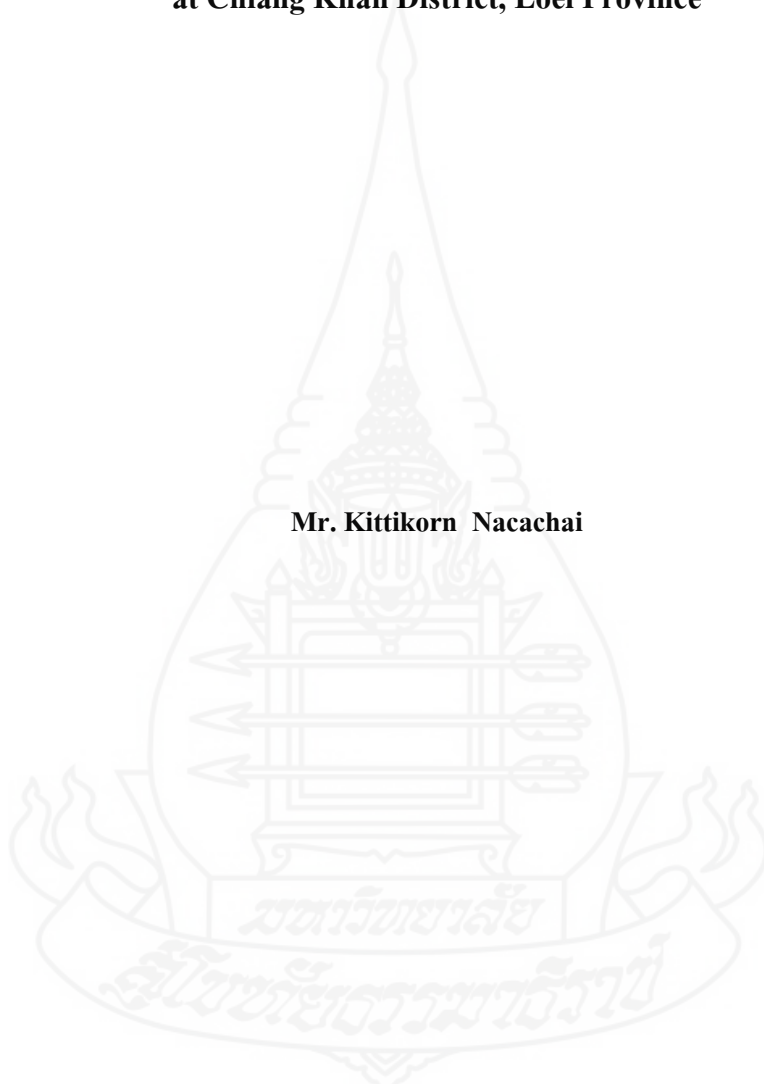 at Chiang Khan District, Loei Province
Mr. Kittikorn Nacachai
มหาวิทยาลัย
สุโขทัยธรรมาธิราช